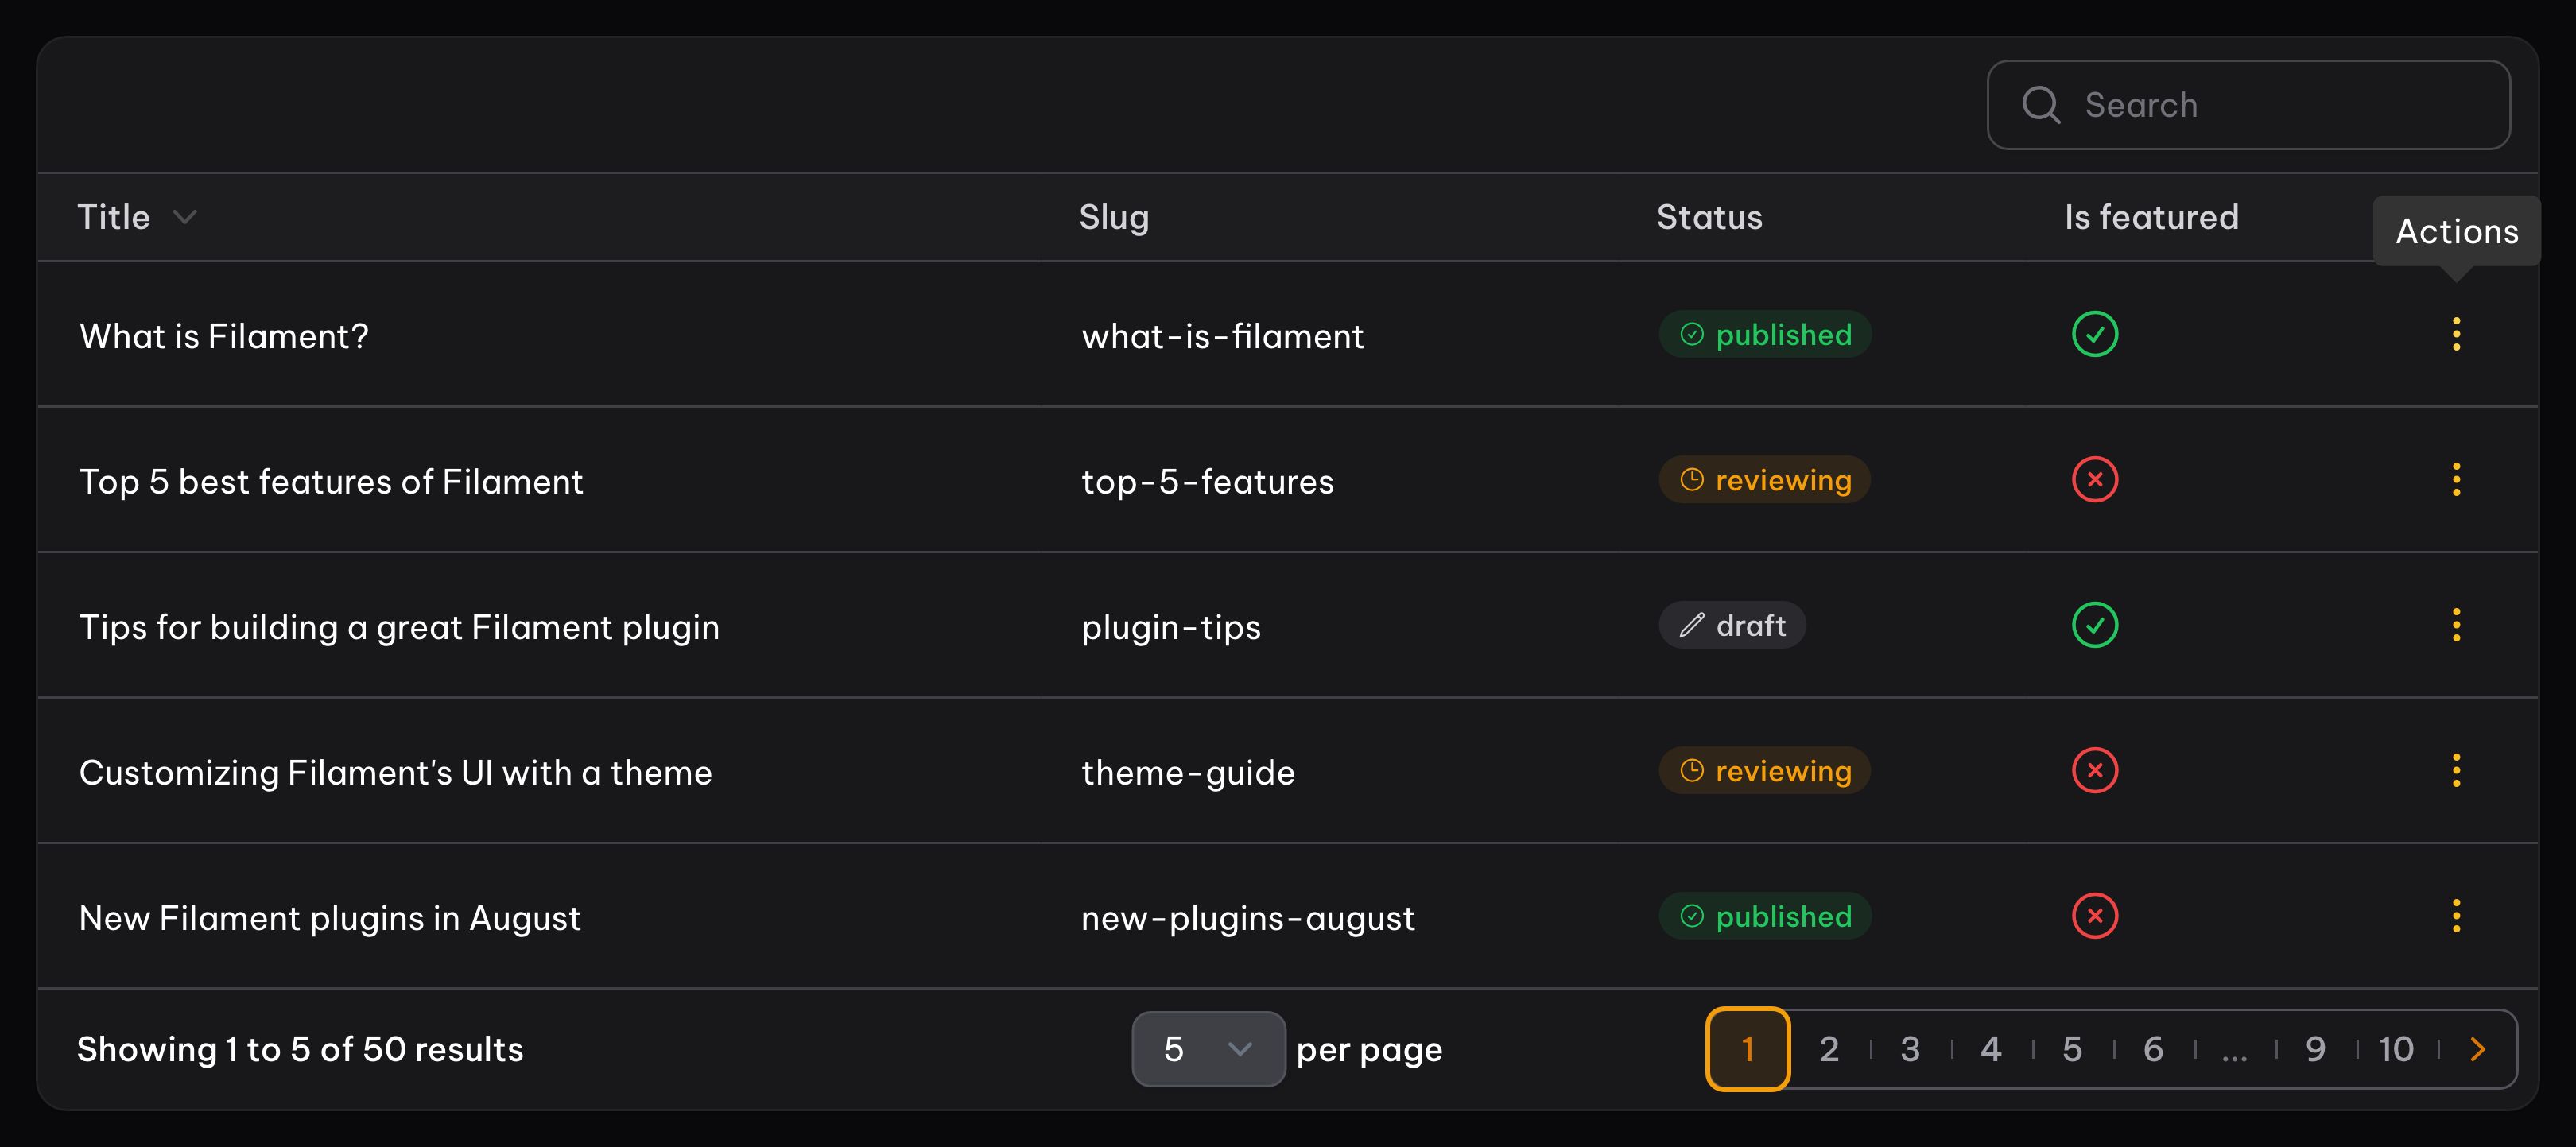 Search
Title Slug Status Is featured Actions
What is Filament? what-is-filament published
Top 5 best features of Filament top-5-features reviewing
Tips for building a great Filament plugin plugin-tips draft
Customizing Filament's UI with a theme theme-guide reviewing
New Filament plugins in August new-plugins-august published
Showing 1 to 5 of 50 results 5 per page 1 2 3 4 5 6 ... 9 10